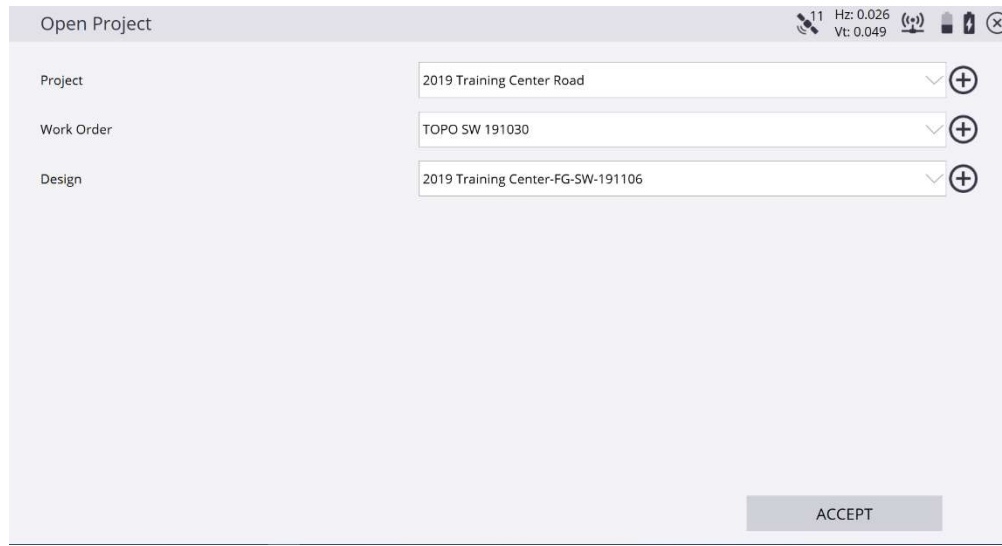 Open Project
11 Hz: 0.026
Vt: 0.049
Project 2019 Training Center Road
Work Order TOPO SW 191030
Design 2019 Training Center-FG-SW-191106
ACCEPT